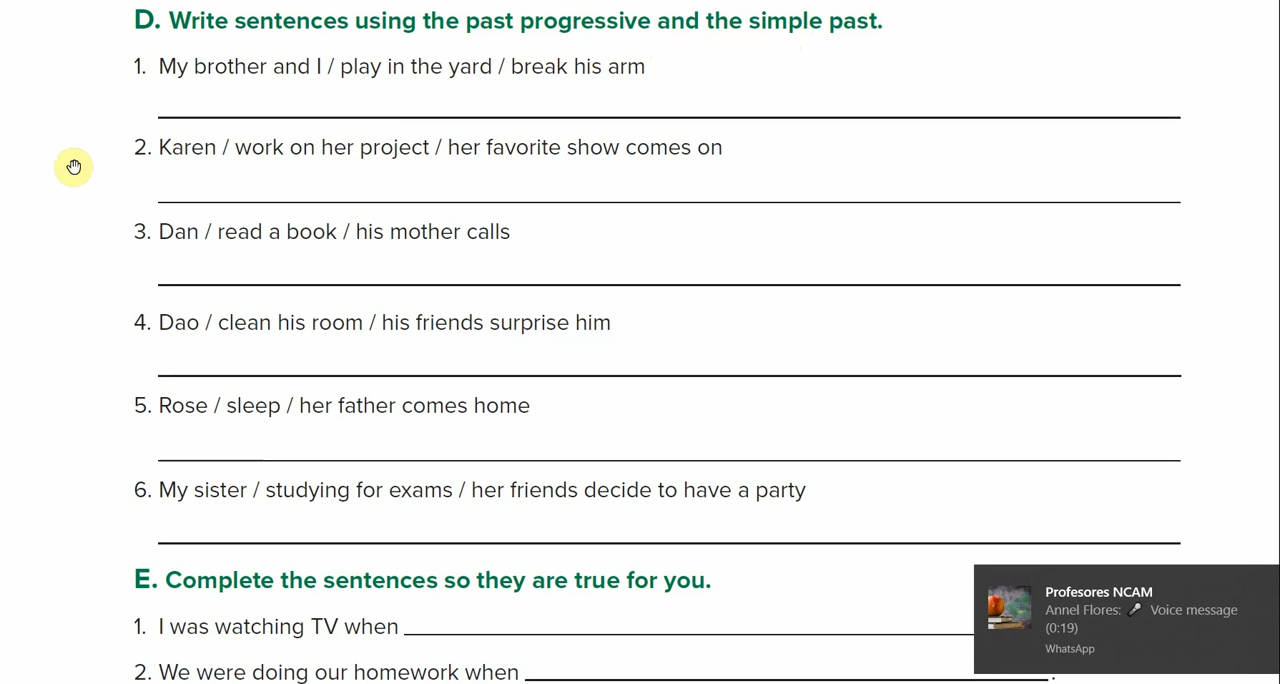 D. Write sentences using the past progressive and the simple past.
1. My brother and I / play in the yard / break his arm
2. Karen / work on her project / her favorite show comes on
3. Dan / read a book / his mother calls
4. Dao / clean his room / his friends surprise him
5. Rose / sleep / her father comes home
6. My sister / studying for exams / her friends decide to have a party
E. Complete the sentences so they are true for you.
1. I was watching TV when
2. We were doing our homework when .
Profesores NCAM
Annel Flores: 🎤 Voice message
(0:19)
WhatsApp